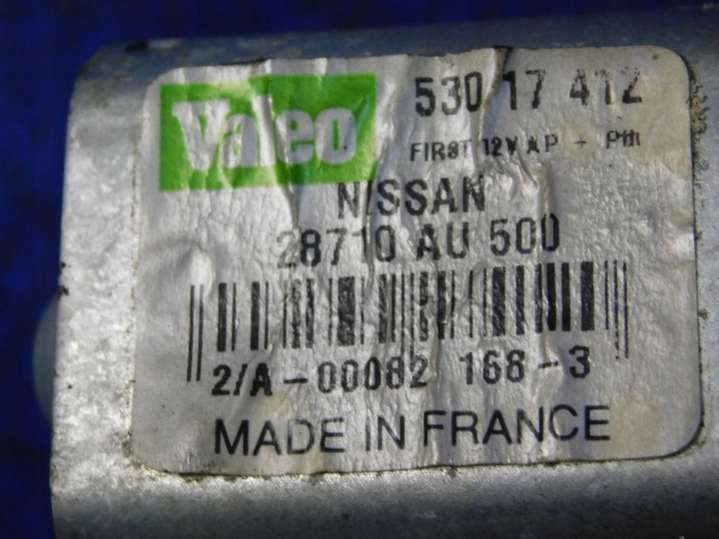 Valeo
530 17 412
FIRST 12V AP + PM
NISSAN
28710 AU 500
2/A-00082 168-3
MADE IN FRANCE